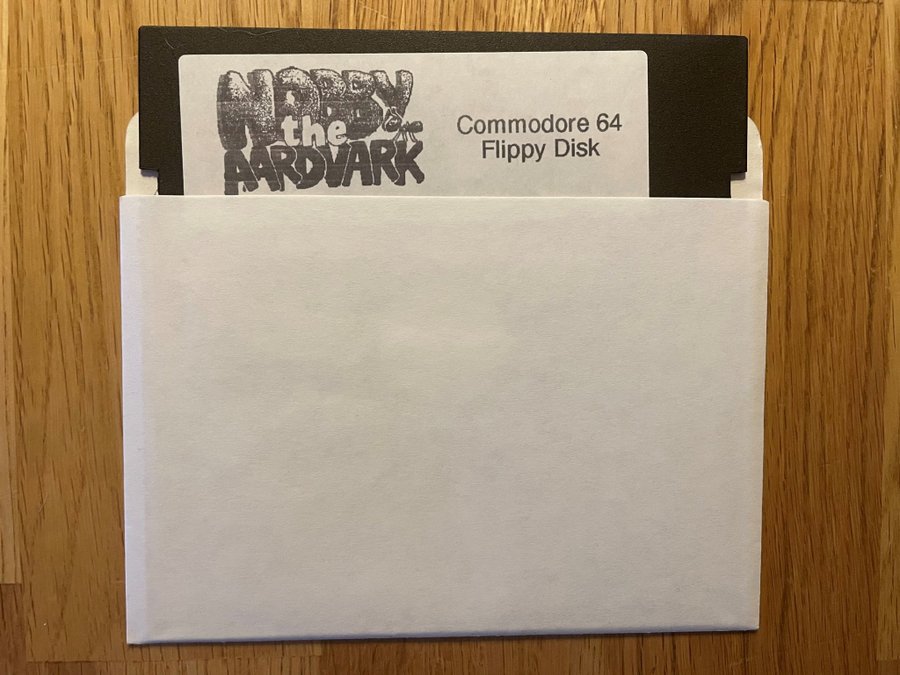 NOBBY
the
AARDVARK
Commodore 64
Flippy Disk